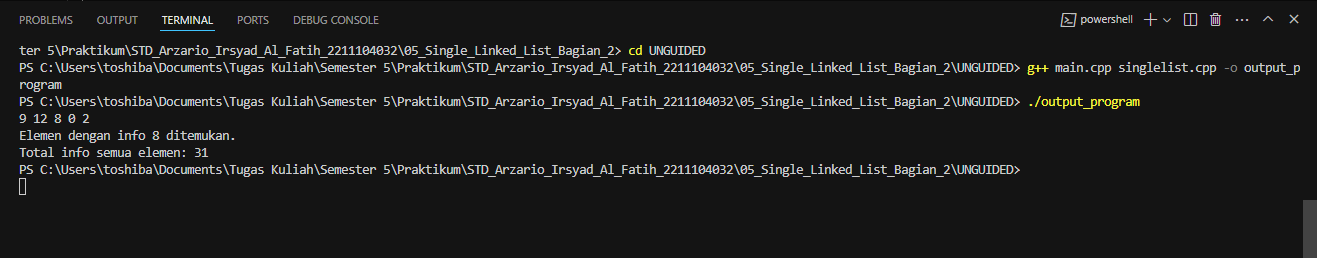 PROBLEMS OUTPUT TERMINAL PORTS DEBUG CONSOLE powershell
ter 5\Praktikum\STD_Arzario_Irsyad_Al_Fatih_2211104032\05_Single_Linked_List_Bagian_2> cd UNGUIDED
PS C:\Users\toshiba\Documents\Tugas Kuliah\Semester 5\Praktikum\STD_Arzario_Irsyad_Al_Fatih_2211104032\05_Single_Linked_List_Bagian_2\UNGUIDED> g++ main.cpp singlelist.cpp -o output_p
rogram
PS C:\Users\toshiba\Documents\Tugas Kuliah\Semester 5\Praktikum\STD_Arzario_Irsyad_Al_Fatih_2211104032\05_Single_Linked_List_Bagian_2\UNGUIDED> ./output_program
9 12 8 0 2
Elemen dengan info 8 ditemukan.
Total info semua elemen: 31
PS C:\Users\toshiba\Documents\Tugas Kuliah\Semester 5\Praktikum\STD_Arzario_Irsyad_Al_Fatih_2211104032\05_Single_Linked_List_Bagian_2\UNGUIDED>